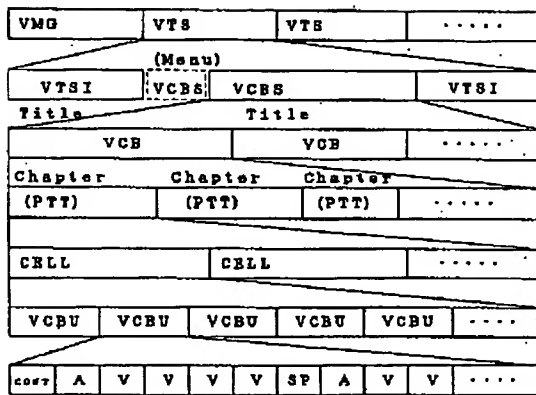 VMG VTS VTS .....
(Menu)
VTSI VCBS VCBS VTSI
Title Title
VCB VCB .....
Chapter Chapter Chapter
(PTT) (PTT) (PTT) .....
CELL CELL .....
VCBU VCBU VCBU VCBU VCBU ....
CONT A V V V V SP A V V ....